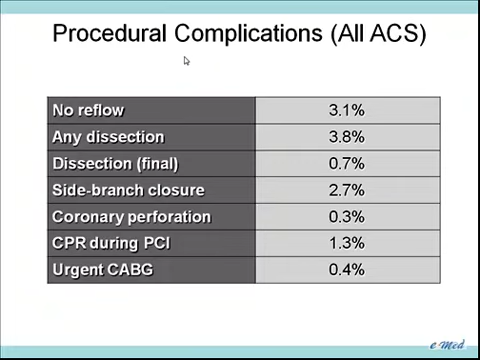 Procedural Complications (All ACS)
No reflow 3.1%
Any dissection 3.8%
Dissection (final) 0.7%
Side-branch closure 2.7%
Coronary perforation 0.3%
CPR during PCI 1.3%
Urgent CABG 0.4%
e Med